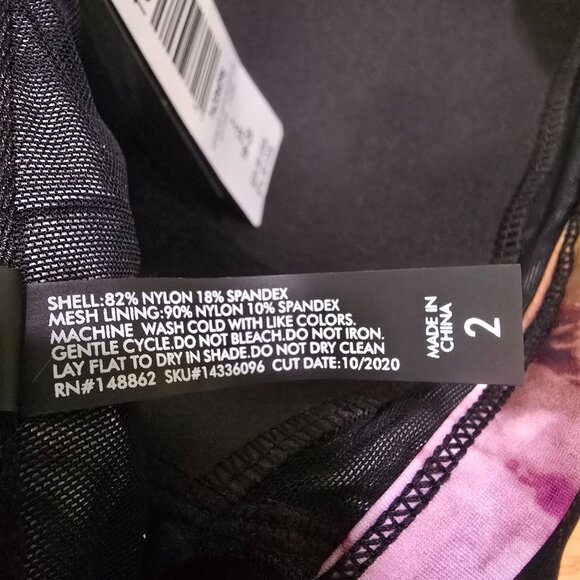 SHELL:82% NYLON 18% SPANDEX
MESH LINING:90% NYLON 10% SPANDEX
MACHINE WASH COLD WITH LIKE COLORS.
GENTLE CYCLE.DO NOT BLEACH.DO NOT IRON.
LAY FLAT TO DRY IN SHADE.DO NOT DRY CLEAN
RN#148862 SKU#14336096 CUT DATE:10/2020
MADE IN
CHINA
2